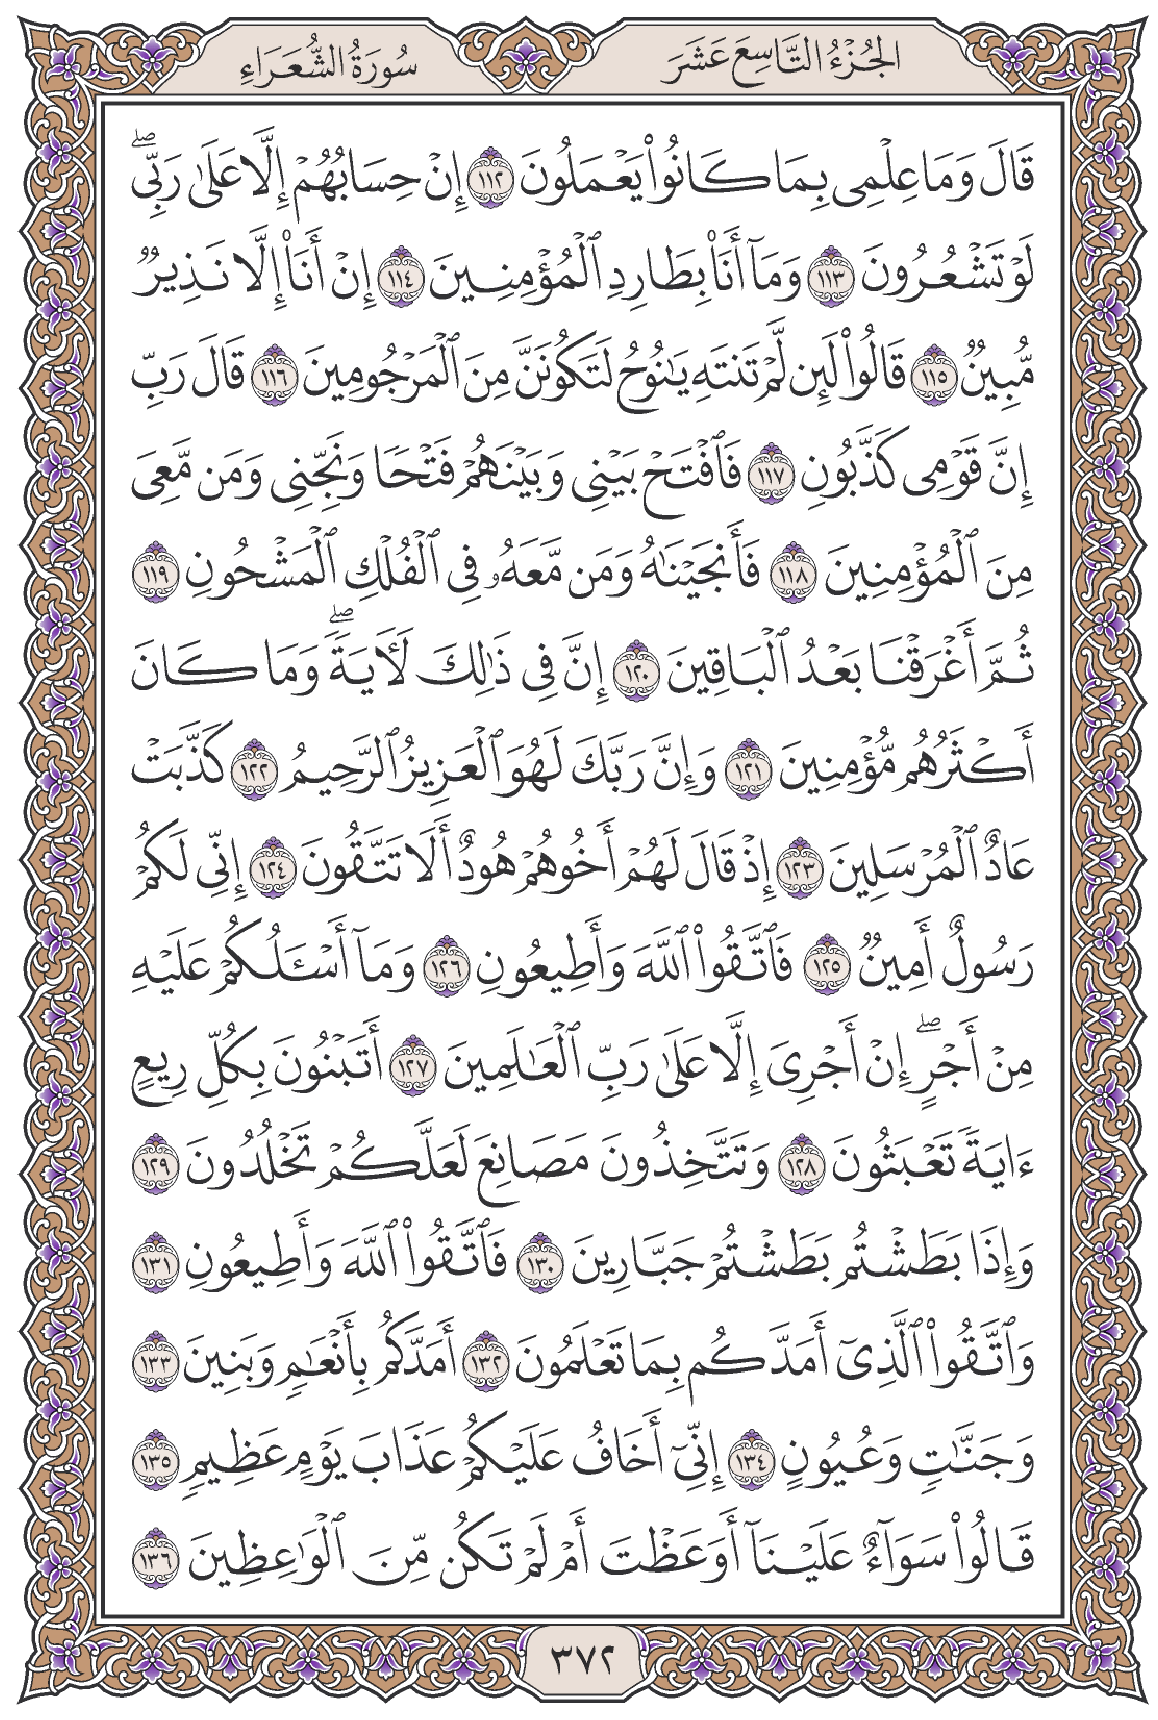 الجُزْءُ التَّاسِعَ عَشَرَ
سُورَةُ الشُّعَرَاءِ
قَالَ وَمَا عِلْمِى بِمَا كَانُوا۟ يَعْمَلُونَ ١١٢ إِنْ حِسَابُهُمْ إِلَّا عَلَىٰ رَبِّىۖ
لَوْ تَشْعُرُونَ ١١٣ وَمَآ أَنَا۠ بِطَارِدِ ٱلْمُؤْمِنِينَ ١١٤ إِنْ أَنَا۠ إِلَّا نَذِيرٌ
مُّبِينٌ ١١٥ قَالُوا۟ لَئِن لَّمْ تَنتَهِ يَـٰنُوحُ لَتَكُونَنَّ مِنَ ٱلْمَرْجُومِينَ ١١٦ قَالَ رَبِّ
إِنَّ قَوْمِى كَذَّبُونِ ١١٧ فَٱفْتَحْ بَيْنِى وَبَيْنَهُمْ فَتْحًا وَنَجِّنِى وَمَن مَّعِىَ
مِنَ ٱلْمُؤْمِنِينَ ١١٨ فَأَنجَيْنَـٰهُ وَمَن مَّعَهُۥ فِى ٱلْفُلْكِ ٱلْمَشْحُونِ ١١٩
ثُمَّ أَغْرَقْنَا بَعْدُ ٱلْبَاقِينَ ١٢٠ إِنَّ فِى ذَٰلِكَ لَـَٔايَةًۖ وَمَا كَانَ
أَكْثَرُهُم مُّؤْمِنِينَ ١٢١ وَإِنَّ رَبَّكَ لَهُوَ ٱلْعَزِيزُ ٱلرَّحِيمُ ١٢٢ كَذَّبَتْ
عَادٌ ٱلْمُرْسَلِينَ ١٢٣ إِذْ قَالَ لَهُمْ أَخُوهُمْ هُودٌ أَلَا تَتَّقُونَ ١٢٤ إِنِّى لَكُمْ
رَسُولٌ أَمِينٌ ١٢٥ فَٱتَّقُوا۟ ٱللَّهَ وَأَطِيعُونِ ١٢٦ وَمَآ أَسْـَٔلُكُمْ عَلَيْهِ
مِنْ أَجْرٍۖ إِنْ أَجْرِىَ إِلَّا عَلَىٰ رَبِّ ٱلْعَـٰلَمِينَ ١٢٧ أَتَبْنُونَ بِكُلِّ رِيعٍ
ءَايَةً تَعْبَثُونَ ١٢٨ وَتَتَّخِذُونَ مَصَانِعَ لَعَلَّكُمْ تَخْلُدُونَ ١٢٩
وَإِذَا بَطَشْتُم بَطَشْتُمْ جَبَّارِينَ ١٣٠ فَٱتَّقُوا۟ ٱللَّهَ وَأَطِيعُونِ ١٣١
وَٱتَّقُوا۟ ٱلَّذِىٓ أَمَدَّكُم بِمَا تَعْلَمُونَ ١٣٢ أَمَدَّكُم بِأَنْعَـٰمٍ وَبَنِينَ ١٣٣
وَجَنَّـٰتٍ وَعُيُونٍ ١٣٤ إِنِّىٓ أَخَافُ عَلَيْكُمْ عَذَابَ يَوْمٍ عَظِيمٍ ١٣٥
قَالُوا۟ سَوَآءٌ عَلَيْنَآ أَوَعَظْتَ أَمْ لَمْ تَكُن مِّنَ ٱلْوَٰعِظِينَ ١٣٦
٣٧٢